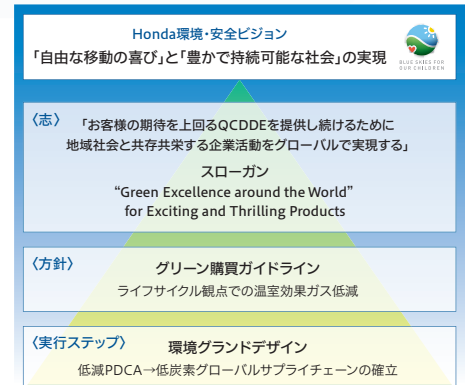 Honda環境・安全ビジョン
「自由な移動の喜び」と「豊かで持続可能な社会」の実現
BLUE SKIES FOR
OUR CHILDREN
〈志〉 「お客様の期待を上回るQCDDEを提供し続けるために
地域社会と共存共栄する企業活動をグローバルで実現する」
スローガン
“Green Excellence around the World”
for Exciting and Thrilling Products
〈方針〉 グリーン購買ガイドライン
ライフサイクル観点での温室効果ガス低減
〈実行ステップ〉 環境グランドデザイン
低減PDCA→低炭素グローバルサプライチェーンの確立